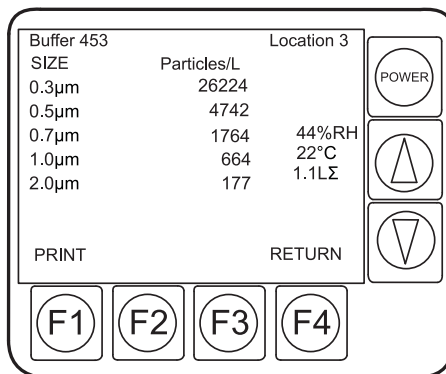 Buffer 453 Location 3
SIZE Particles/L
0.3µm 26224
0.5µm 4742
0.7µm 1764 44%RH
1.0µm 664 22°C
2.0µm 177 1.1LΣ
PRINT RETURN
POWER
F1 F2 F3 F4